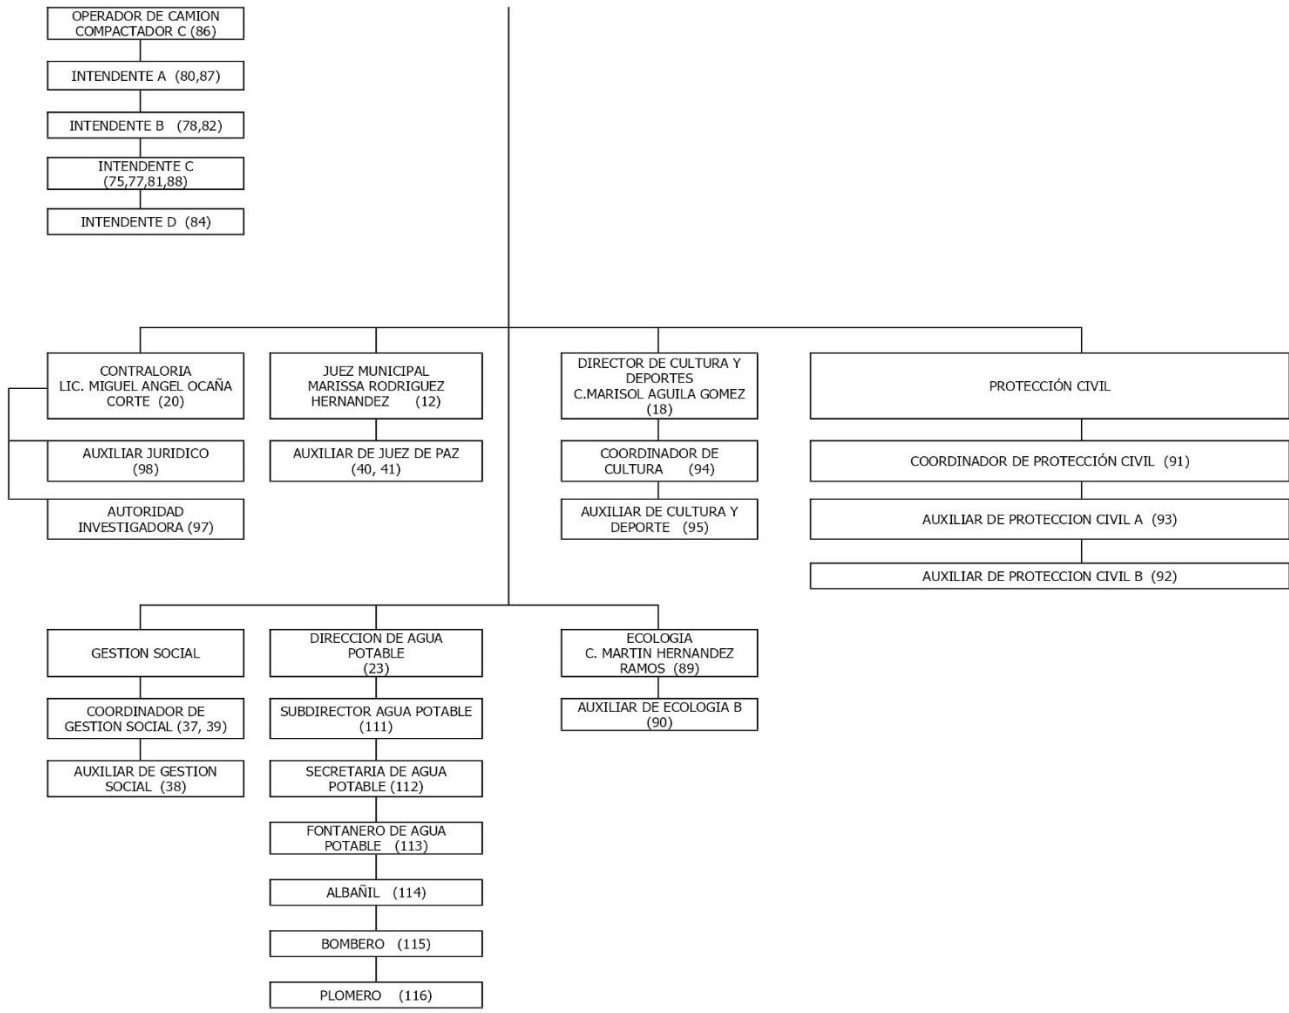 OPERADOR DE CAMION
COMPACTADOR C (86)
INTENDENTE A (80,87)
INTENDENTE B (78,82)
INTENDENTE C
(75,77,81,88)
INTENDENTE D (84)
CONTRALORIA
LIC. MIGUEL ANGEL OCAÑA
CORTE (20)
AUXILIAR JURIDICO
(98)
AUTORIDAD
INVESTIGADORA (97)
JUEZ MUNICIPAL
MARISSA RODRIGUEZ
HERNANDEZ (12)
AUXILIAR DE JUEZ DE PAZ
(40, 41)
DIRECTOR DE CULTURA Y
DEPORTES
C.MARISOL AGUILA GOMEZ
(18)
COORDINADOR DE
CULTURA (94)
AUXILIAR DE CULTURA Y
DEPORTE (95)
PROTECCIÓN CIVIL
COORDINADOR DE PROTECCIÓN CIVIL (91)
AUXILIAR DE PROTECCION CIVIL A (93)
AUXILIAR DE PROTECCION CIVIL B (92)
GESTION SOCIAL
COORDINADOR DE
GESTION SOCIAL (37, 39)
AUXILIAR DE GESTION
SOCIAL (38)
DIRECCION DE AGUA
POTABLE
(23)
SUBDIRECTOR AGUA POTABLE
(111)
SECRETARIA DE AGUA
POTABLE (112)
FONTANERO DE AGUA
POTABLE (113)
ALBAÑIL (114)
BOMBERO (115)
PLOMERO (116)
ECOLOGIA
C. MARTIN HERNANDEZ
RAMOS (89)
AUXILIAR DE ECOLOGIA B
(90)